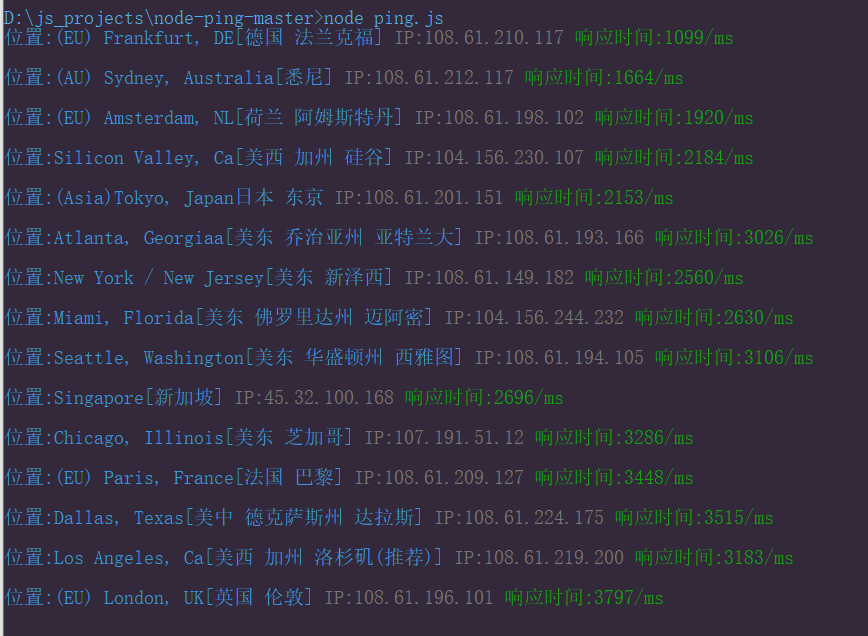 D:\js_projects\node-ping-master>node ping.js
位置:(EU) Frankfurt, DE[德国 法兰克福] IP:108.61.210.117 响应时间:1099/ms
位置:(AU) Sydney, Australia[悉尼] IP:108.61.212.117 响应时间:1664/ms
位置:(EU) Amsterdam, NL[荷兰 阿姆斯特丹] IP:108.61.198.102 响应时间:1920/ms
位置:Silicon Valley, Ca[美西 加州 硅谷] IP:104.156.230.107 响应时间:2184/ms
位置:(Asia)Tokyo, Japan日本 东京 IP:108.61.201.151 响应时间:2153/ms
位置:Atlanta, Georgiaa[美东 乔治亚州 亚特兰大] IP:108.61.193.166 响应时间:3026/ms
位置:New York / New Jersey[美东 新泽西] IP:108.61.149.182 响应时间:2560/ms
位置:Miami, Florida[美东 佛罗里达州 迈阿密] IP:104.156.244.232 响应时间:2630/ms
位置:Seattle, Washington[美东 华盛顿州 西雅图] IP:108.61.194.105 响应时间:3106/ms
位置:Singapore[新加坡] IP:45.32.100.168 响应时间:2696/ms
位置:Chicago, Illinois[美东 芝加哥] IP:107.191.51.12 响应时间:3286/ms
位置:(EU) Paris, France[法国 巴黎] IP:108.61.209.127 响应时间:3448/ms
位置:Dallas, Texas[美中 德克萨斯州 达拉斯] IP:108.61.224.175 响应时间:3515/ms
位置:Los Angeles, Ca[美西 加州 洛杉矶(推荐)] IP:108.61.219.200 响应时间:3183/ms
位置:(EU) London, UK[英国 伦敦] IP:108.61.196.101 响应时间:3797/ms